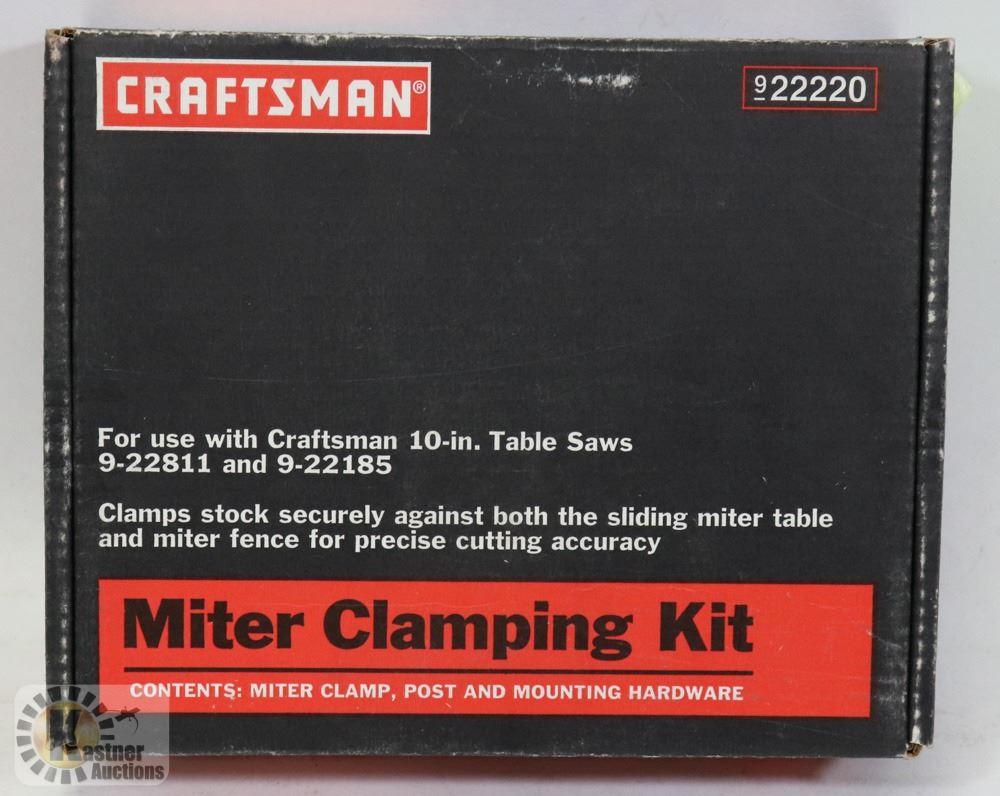 CRAFTSMAN®
9 22220
For use with Craftsman 10-in. Table Saws
9-22811 and 9-22185
Clamps stock securely against both the sliding miter table
and miter fence for precise cutting accuracy
Miter Clamping Kit
CONTENTS: MITER CLAMP, POST AND MOUNTING HARDWARE
Kastner
Auctions